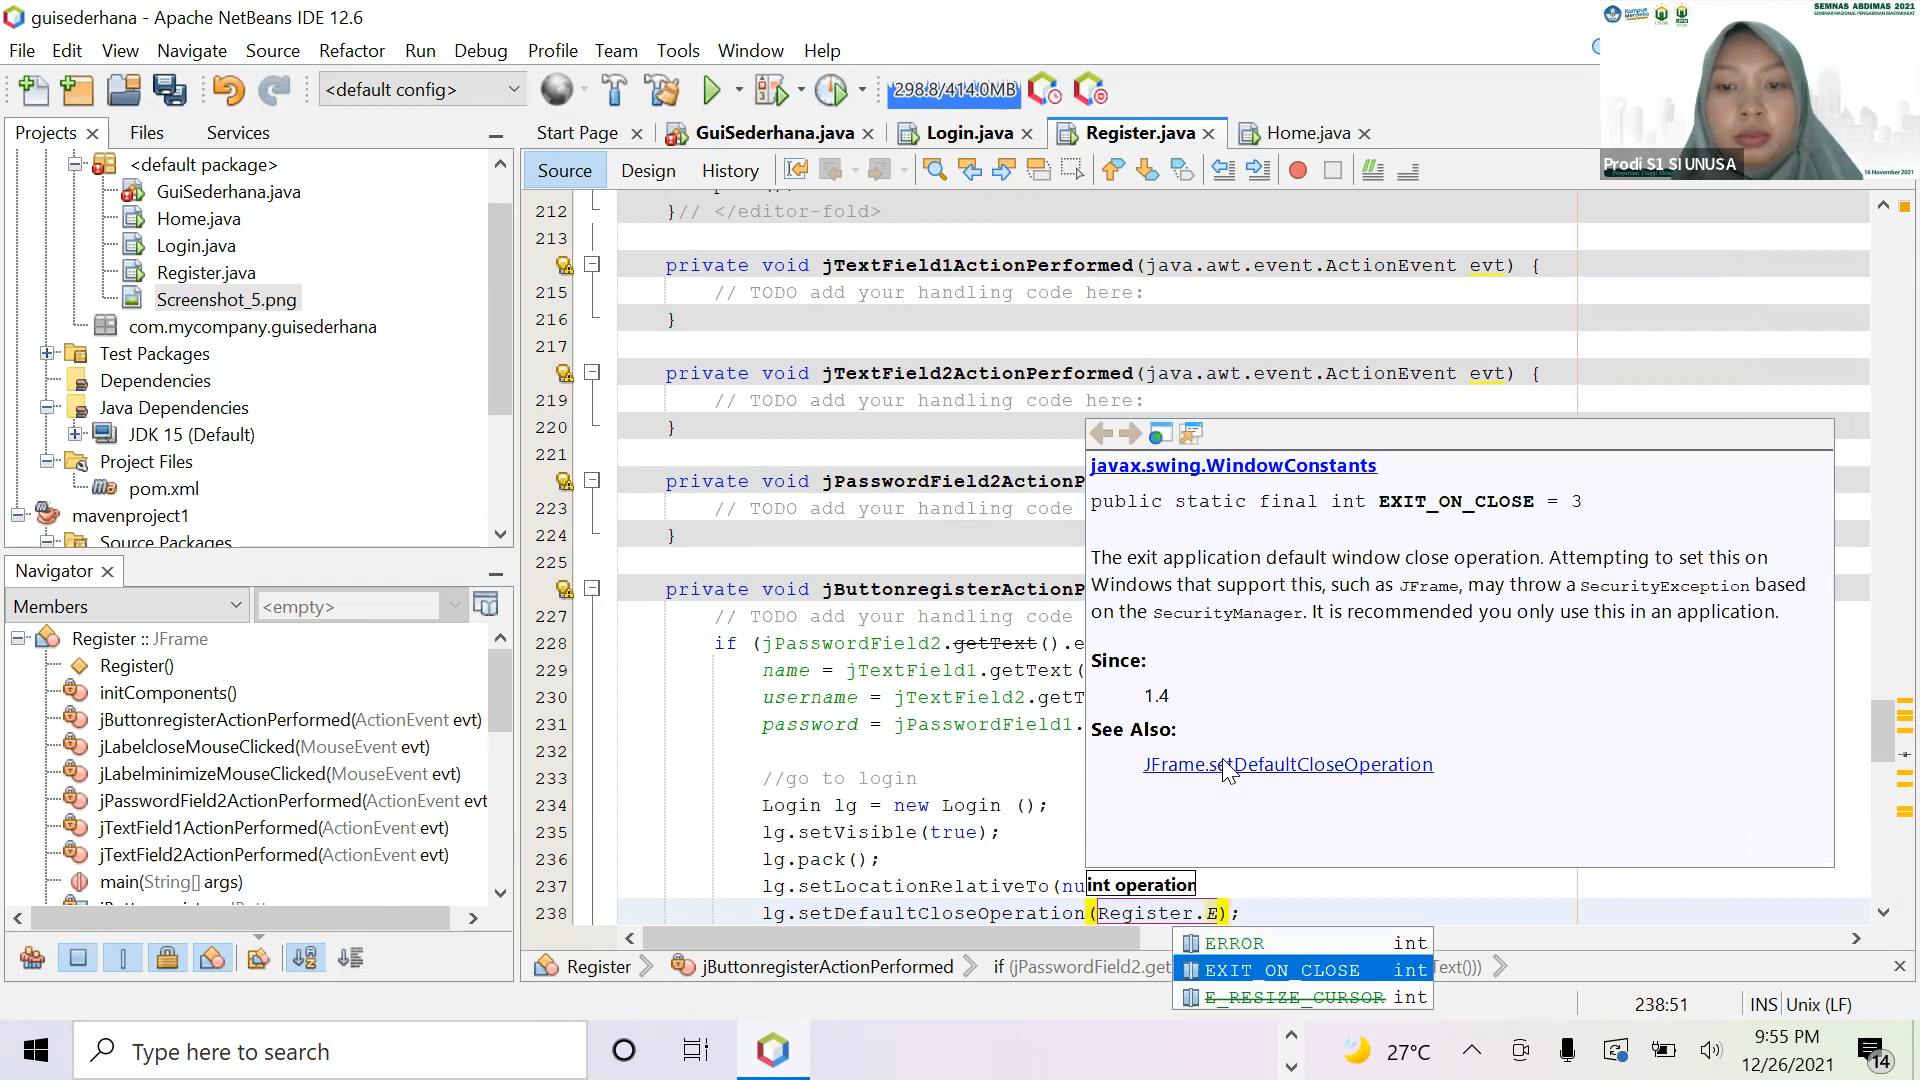 guisederhana - Apache NetBeans IDE 12.6
File Edit View Navigate Source Refactor Run Debug Profile Team Tools Window Help
<default config>
298.8/414.0MB
SEMNAS ABDIMAS 2021
Prodi S1 SI UNUSA
16 November 2021
Projects Files Services
<default package>
GuiSederhana.java
Home.java
Login.java
Register.java
Screenshot_5.png
com.mycompany.guisederhana
Test Packages
Dependencies
Java Dependencies
JDK 15 (Default)
Project Files
pom.xml
mavenproject1
Source Packages
Navigator
Members
<empty>
Register :: JFrame
Register()
initComponents()
jButtonregisterActionPerformed(ActionEvent evt)
jLabelcloseMouseClicked(MouseEvent evt)
jLabelminimizeMouseClicked(MouseEvent evt)
jPasswordField2ActionPerformed(ActionEvent evt
jTextField1ActionPerformed(ActionEvent evt)
jTextField2ActionPerformed(ActionEvent evt)
main(String[] args)
Start Page GuiSederhana.java Login.java Register.java Home.java
Source Design History
212 }// </editor-fold>
213
private void jTextField1ActionPerformed(java.awt.event.ActionEvent evt) {
215 // TODO add your handling code here:
216 }
217
private void jTextField2ActionPerformed(java.awt.event.ActionEvent evt) {
219 // TODO add your handling code here:
220 }
221
private void jPasswordField2ActionP
223 // TODO add your handling code
224 }
225
private void jButtonregisterActionP
227 // TODO add your handling code
228 if (jPasswordField2.getText().e
229 name = jTextField1.getText(
230 username = jTextField2.getT
231 password = jPasswordField1.
232
233 //go to login
234 Login lg = new Login ();
235 lg.setVisible(true);
236 lg.pack();
237 lg.setLocationRelativeTo(nu
238 lg.setDefaultCloseOperation(Register.E);
javax.swing.WindowConstants
public static final int EXIT_ON_CLOSE = 3
The exit application default window close operation. Attempting to set this on
Windows that support this, such as JFrame, may throw a SecurityException based
on the SecurityManager. It is recommended you only use this in an application.
Since:
1.4
See Also:
JFrame.setDefaultCloseOperation
int operation
ERROR int
EXIT_ON_CLOSE int
E_RESIZE_CURSOR int
Register jButtonregisterActionPerformed if (jPasswordField2.get Text()))
238:51 INS Unix (LF)
Type here to search
27°C
9:55 PM
12/26/2021
14